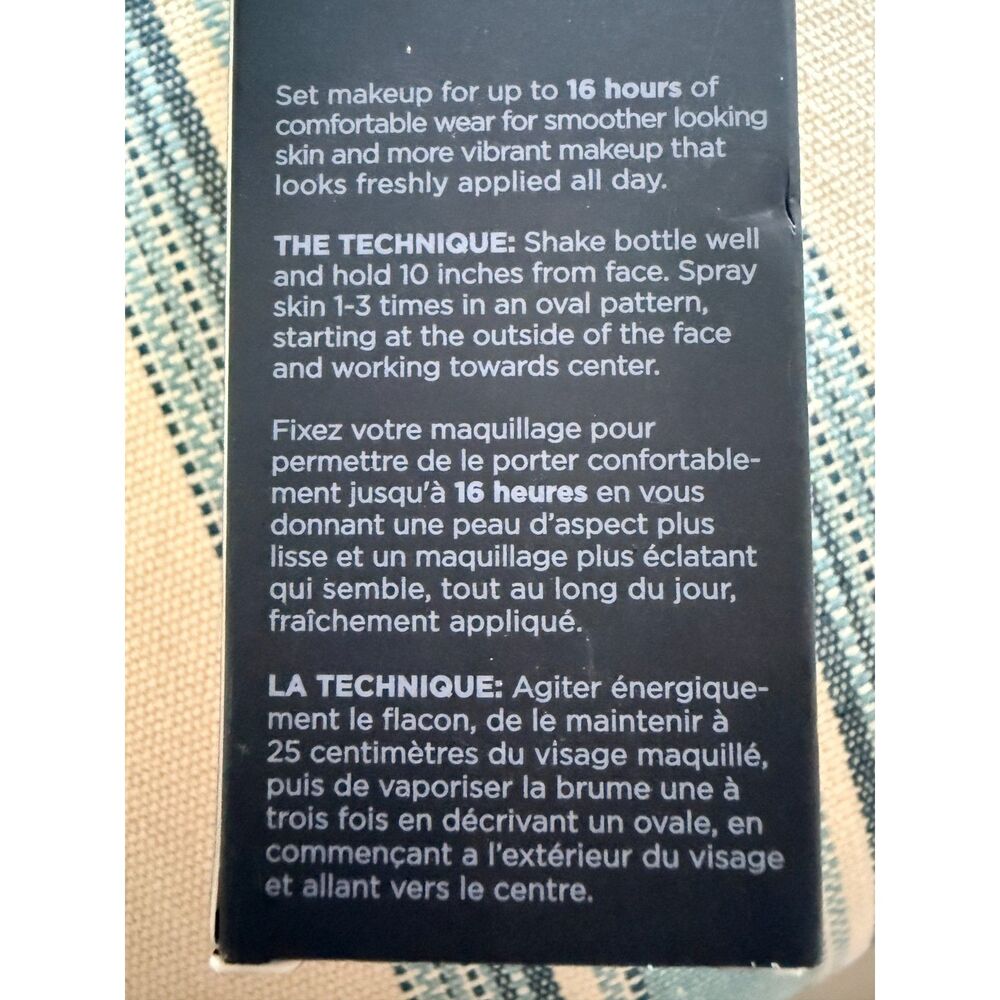 Set makeup for up to 16 hours of
comfortable wear for smoother looking
skin and more vibrant makeup that
looks freshly applied all day.
THE TECHNIQUE: Shake bottle well
and hold 10 inches from face. Spray
skin 1-3 times in an oval pattern,
starting at the outside of the face
and working towards center.
Fixez votre maquillage pour
permettre de le porter confortable-
ment jusqu'à 16 heures en vous
donnant une peau d'aspect plus
lisse et un maquillage plus éclatant
qui semble, tout au long du jour,
fraîchement appliqué.
LA TECHNIQUE: Agiter énergique-
ment le flacon, de le maintenir à
25 centimètres du visage maquillé,
puis de vaporiser la brume une à
trois fois en décrivant un ovale, en
commençant a l'extérieur du visage
et allant vers le centre.